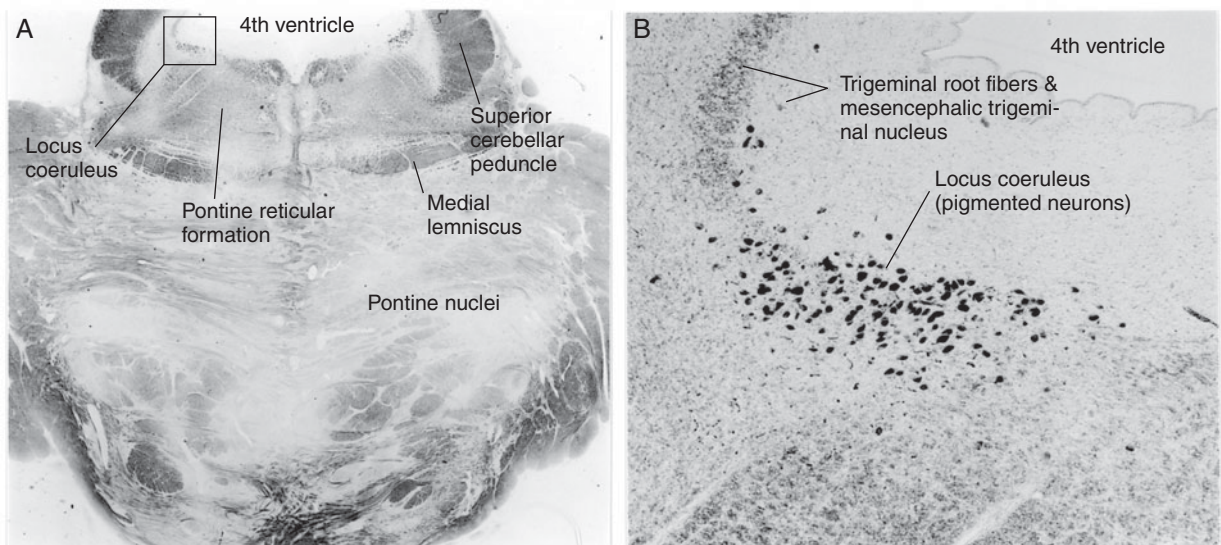 A
4th ventricle
Locus
coeruleus
Superior
cerebellar
peduncle
Pontine reticular
formation
Medial
lemniscus
Pontine nuclei
B
4th ventricle
Trigeminal root fibers &
mesencephalic trigemi-
nal nucleus
Locus coeruleus
(pigmented neurons)